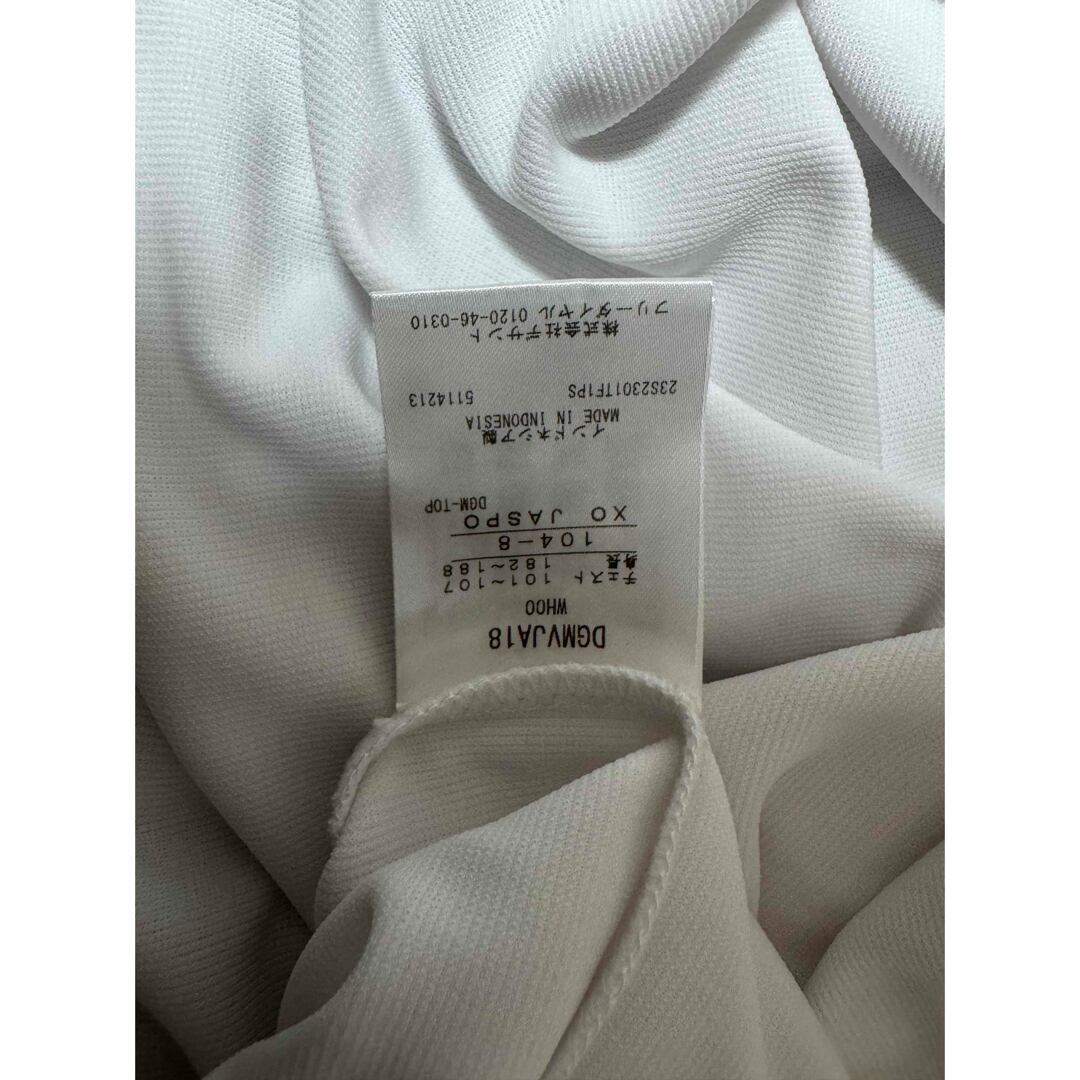 DGMVJA18
WH00
チェスト 101~107
身長 182~188
104-8
XO JASPO
DGM-TOP
インドネシア製
MADE IN INDONESIA
23S2301TF1PS 5114213
株式会社デサント
フリーダイヤル 0120-46-0310